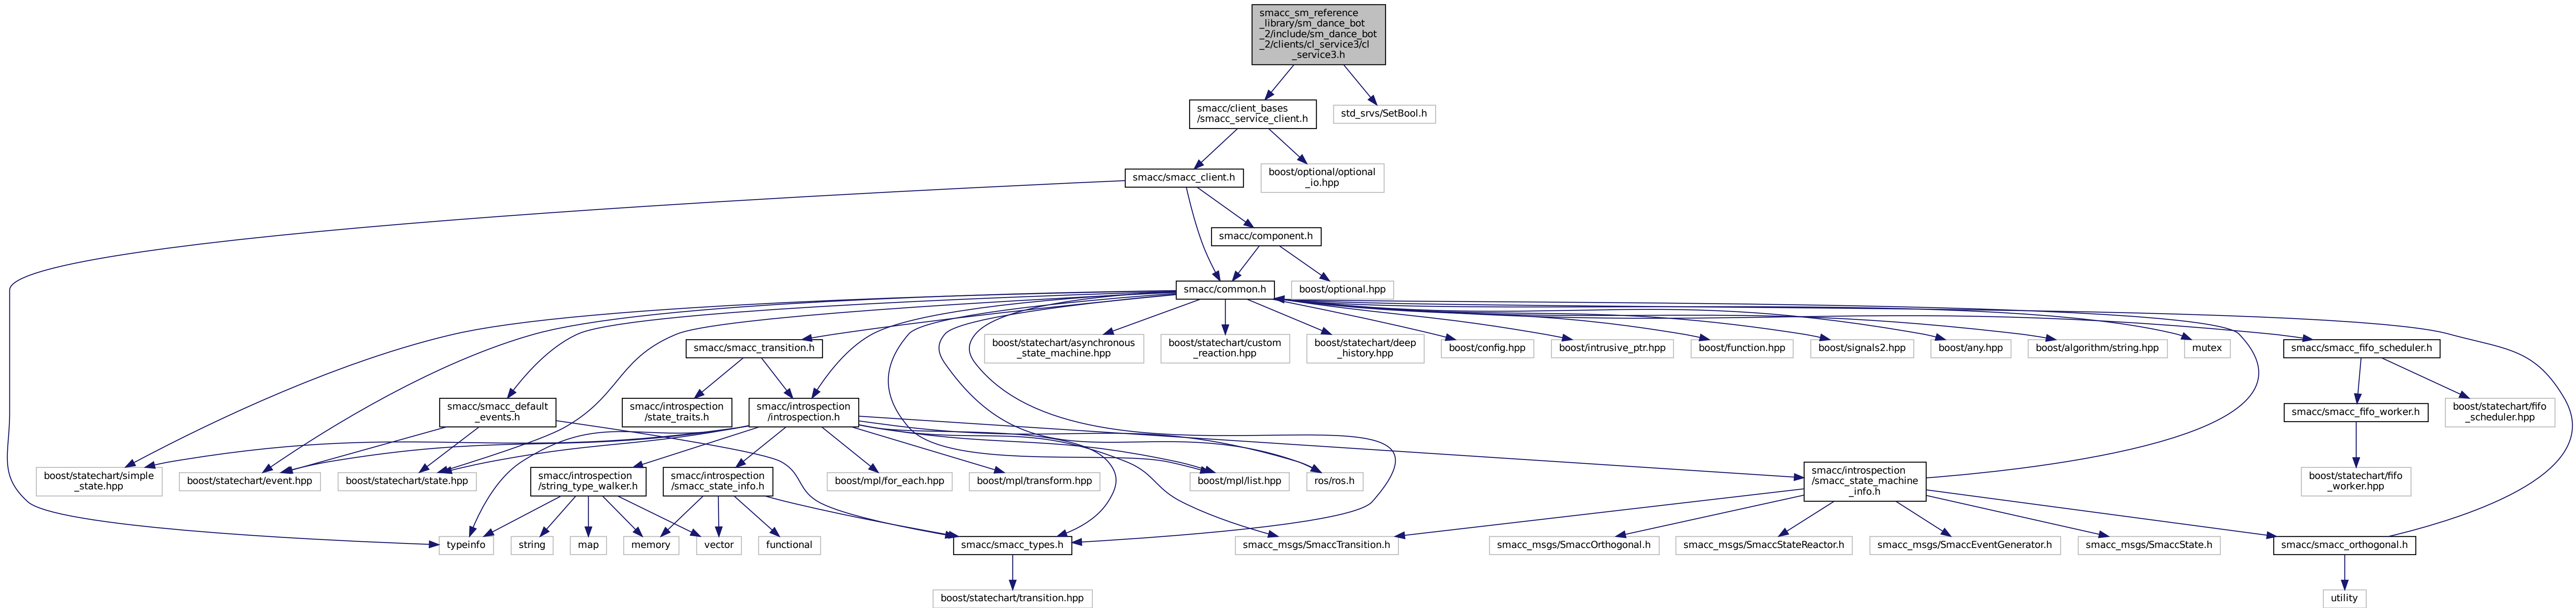 smacc_sm_reference
_library/sm_dance_bot
_2/include/sm_dance_bot
_2/clients/cl_service3/cl
_service3.h
smacc/client_bases
/smacc_service_client.h
std_srvs/SetBool.h
smacc/smacc_client.h
boost/optional/optional
_io.hpp
smacc/component.h
smacc/common.h
boost/optional.hpp
smacc/smacc_transition.h
boost/statechart/asynchronous
_state_machine.hpp
boost/statechart/custom
_reaction.hpp
boost/statechart/deep
_history.hpp
boost/config.hpp
boost/intrusive_ptr.hpp
boost/function.hpp
boost/signals2.hpp
boost/any.hpp
boost/algorithm/string.hpp
mutex
smacc/smacc_fifo_scheduler.h
smacc/smacc_default
_events.h
smacc/introspection
/state_traits.h
smacc/introspection
/introspection.h
smacc/smacc_fifo_worker.h
boost/statechart/fifo
_scheduler.hpp
boost/statechart/simple
_state.hpp
boost/statechart/event.hpp
boost/statechart/state.hpp
smacc/introspection
/string_type_walker.h
smacc/introspection
/smacc_state_info.h
boost/mpl/for_each.hpp
boost/mpl/transform.hpp
boost/mpl/list.hpp
ros/ros.h
smacc/introspection
/smacc_state_machine
_info.h
boost/statechart/fifo
_worker.hpp
typeinfo
string
map
memory
vector
functional
smacc/smacc_types.h
smacc_msgs/SmaccTransition.h
smacc_msgs/SmaccOrthogonal.h
smacc_msgs/SmaccStateReactor.h
smacc_msgs/SmaccEventGenerator.h
smacc_msgs/SmaccState.h
smacc/smacc_orthogonal.h
boost/statechart/transition.hpp
utility